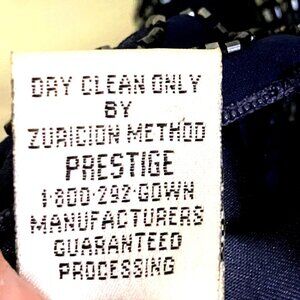 DRY CLEAN ONLY
BY
ZURICION METHOD
PRESTIGE
1-800-292-GOWN
MANUFACTURERS
GUARANTEED
PROCESSING